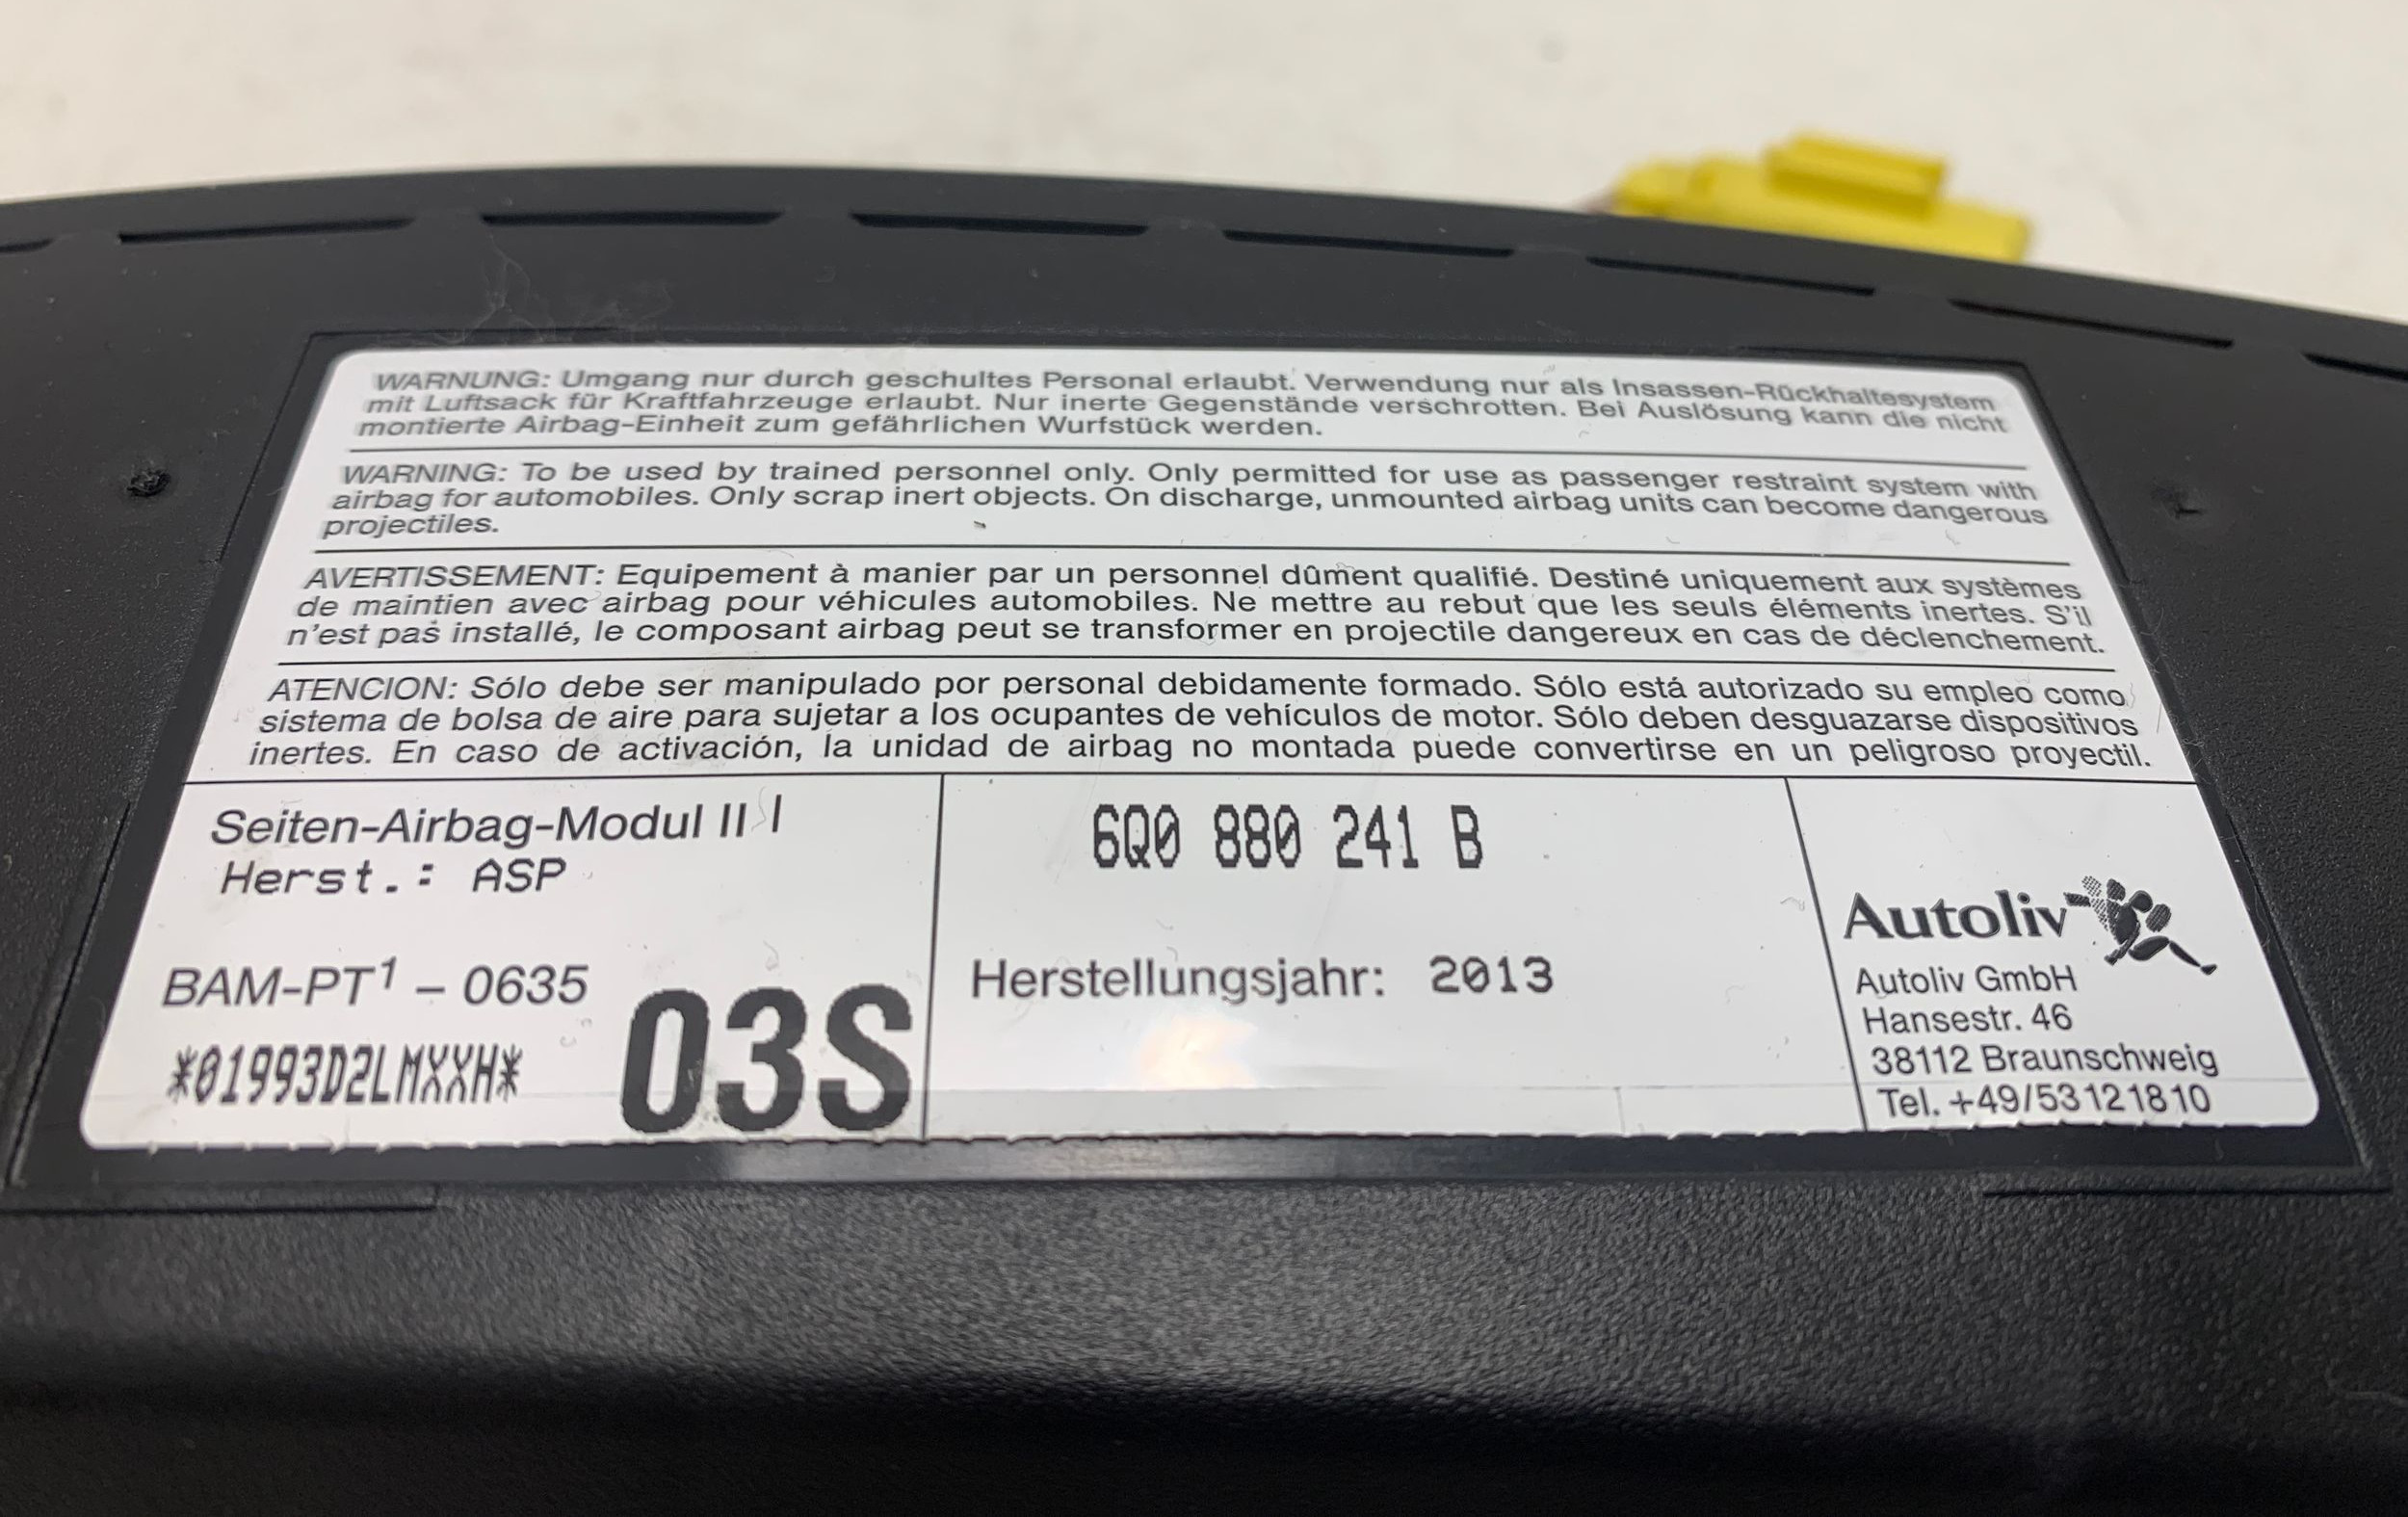 WARNUNG: Umgang nur durch geschultes Personal erlaubt. Verwendung nur als Insassen-Rückhaltesystem
mit Luftsack für Kraftfahrzeuge erlaubt. Nur inerte Gegenstände verschrotten. Bei Auslösung kann die nicht
montierte Airbag-Einheit zum gefährlichen Wurfstück werden.
WARNING: To be used by trained personnel only. Only permitted for use as passenger restraint system with
airbag for automobiles. Only scrap inert objects. On discharge, unmounted airbag units can become dangerous
projectiles.
AVERTISSEMENT: Equipement à manier par un personnel dûment qualifié. Destiné uniquement aux systèmes
de maintien avec airbag pour véhicules automobiles. Ne mettre au rebut que les seuls éléments inertes. S'il
n'est pas installé, le composant airbag peut se transformer en projectile dangereux en cas de déclenchement.
ATENCION: Sólo debe ser manipulado por personal debidamente formado. Sólo está autorizado su empleo como
sistema de bolsa de aire para sujetar a los ocupantes de vehículos de motor. Sólo deben desguazarse dispositivos
inertes. En caso de activación, la unidad de airbag no montada puede convertirse en un peligroso proyectil.
Seiten-Airbag-Modul II I
Herst.: ASP
BAM-PT1 – 0635
*01993D2LMXXH*
03S
6Q0 880 241 B
Herstellungsjahr: 2013
Autoliv
Autoliv GmbH
Hansestr. 46
38112 Braunschweig
Tel. +49/53121810